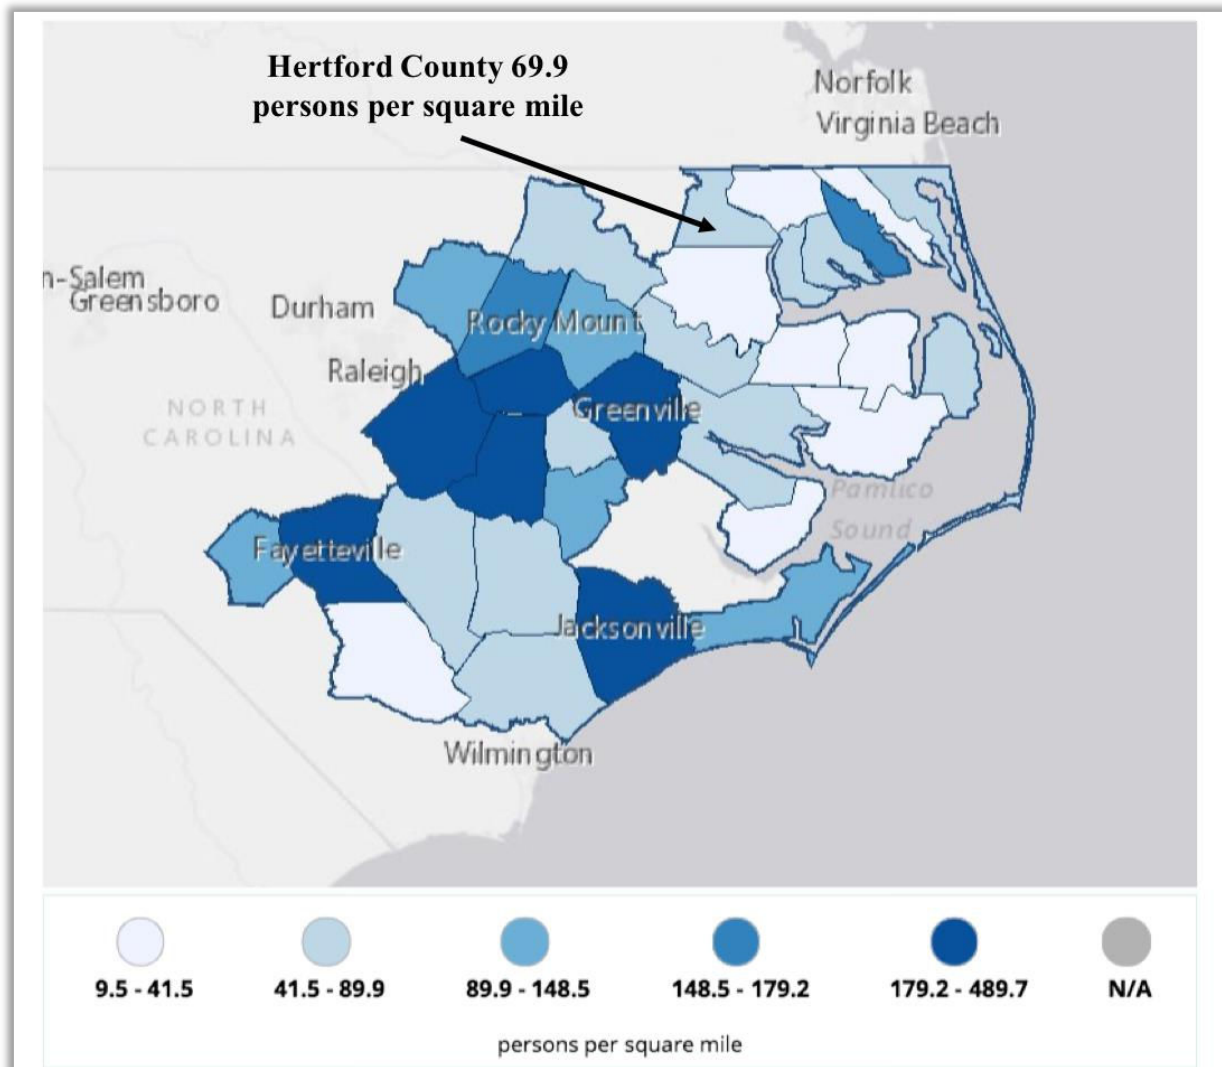 Hertford County 69.9
persons per square mile
Norfolk
Virginia Beach
n-Salem
Greensboro
Durham
Rocky Mount
Raleigh
NORTH
CAROLINA
Greenville
Pamlico
Sound
Fayetteville
Jacksonville
Wilmington
9.5 - 41.5
41.5 - 89.9
89.9 - 148.5
148.5 - 179.2
179.2 - 489.7
N/A
persons per square mile